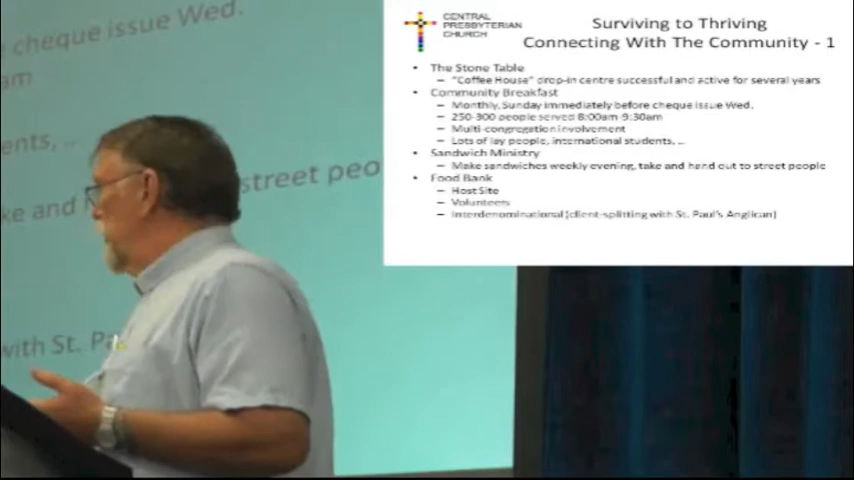 cheque issue Wed.
am
ents, ..
ke and
street peo
with St. Pau
CENTRAL
PRESBYTERIAN
CHURCH
Surviving to Thriving
Connecting With The Community - 1
• The Stone Table
– "Coffee House" drop-in centre successful and active for several years
• Community Breakfast
– Monthly, Sunday immediately before cheque issue Wed.
– 250-300 people served 8:00am-9:30am
– Multi-congregation involvement
– Lots of lay people, international students, ..
• Sandwich Ministry
– Make sandwiches weekly evening, take and hand out to street people
• Food Bank
– Host Site
– Volunteers
– Interdenominational (client-splitting with St. Paul's Anglican)